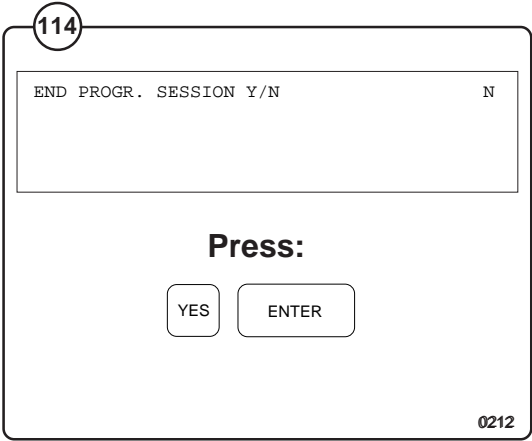 114
END PROGR. SESSION Y/N N
Press:
YES ENTER
0212